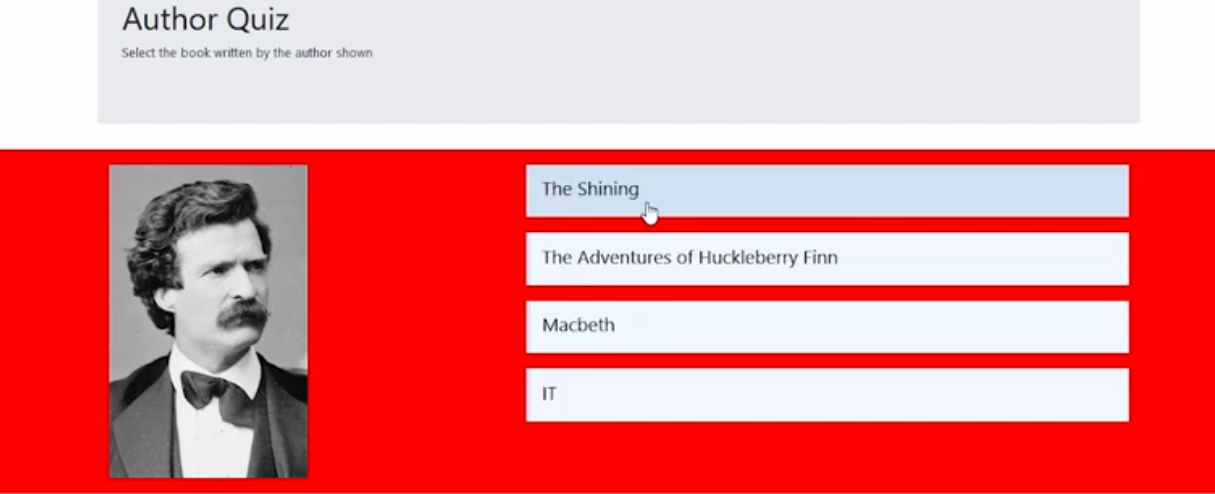 Author Quiz
Select the book written by the author shown
The Shining
The Adventures of Huckleberry Finn
Macbeth
IT